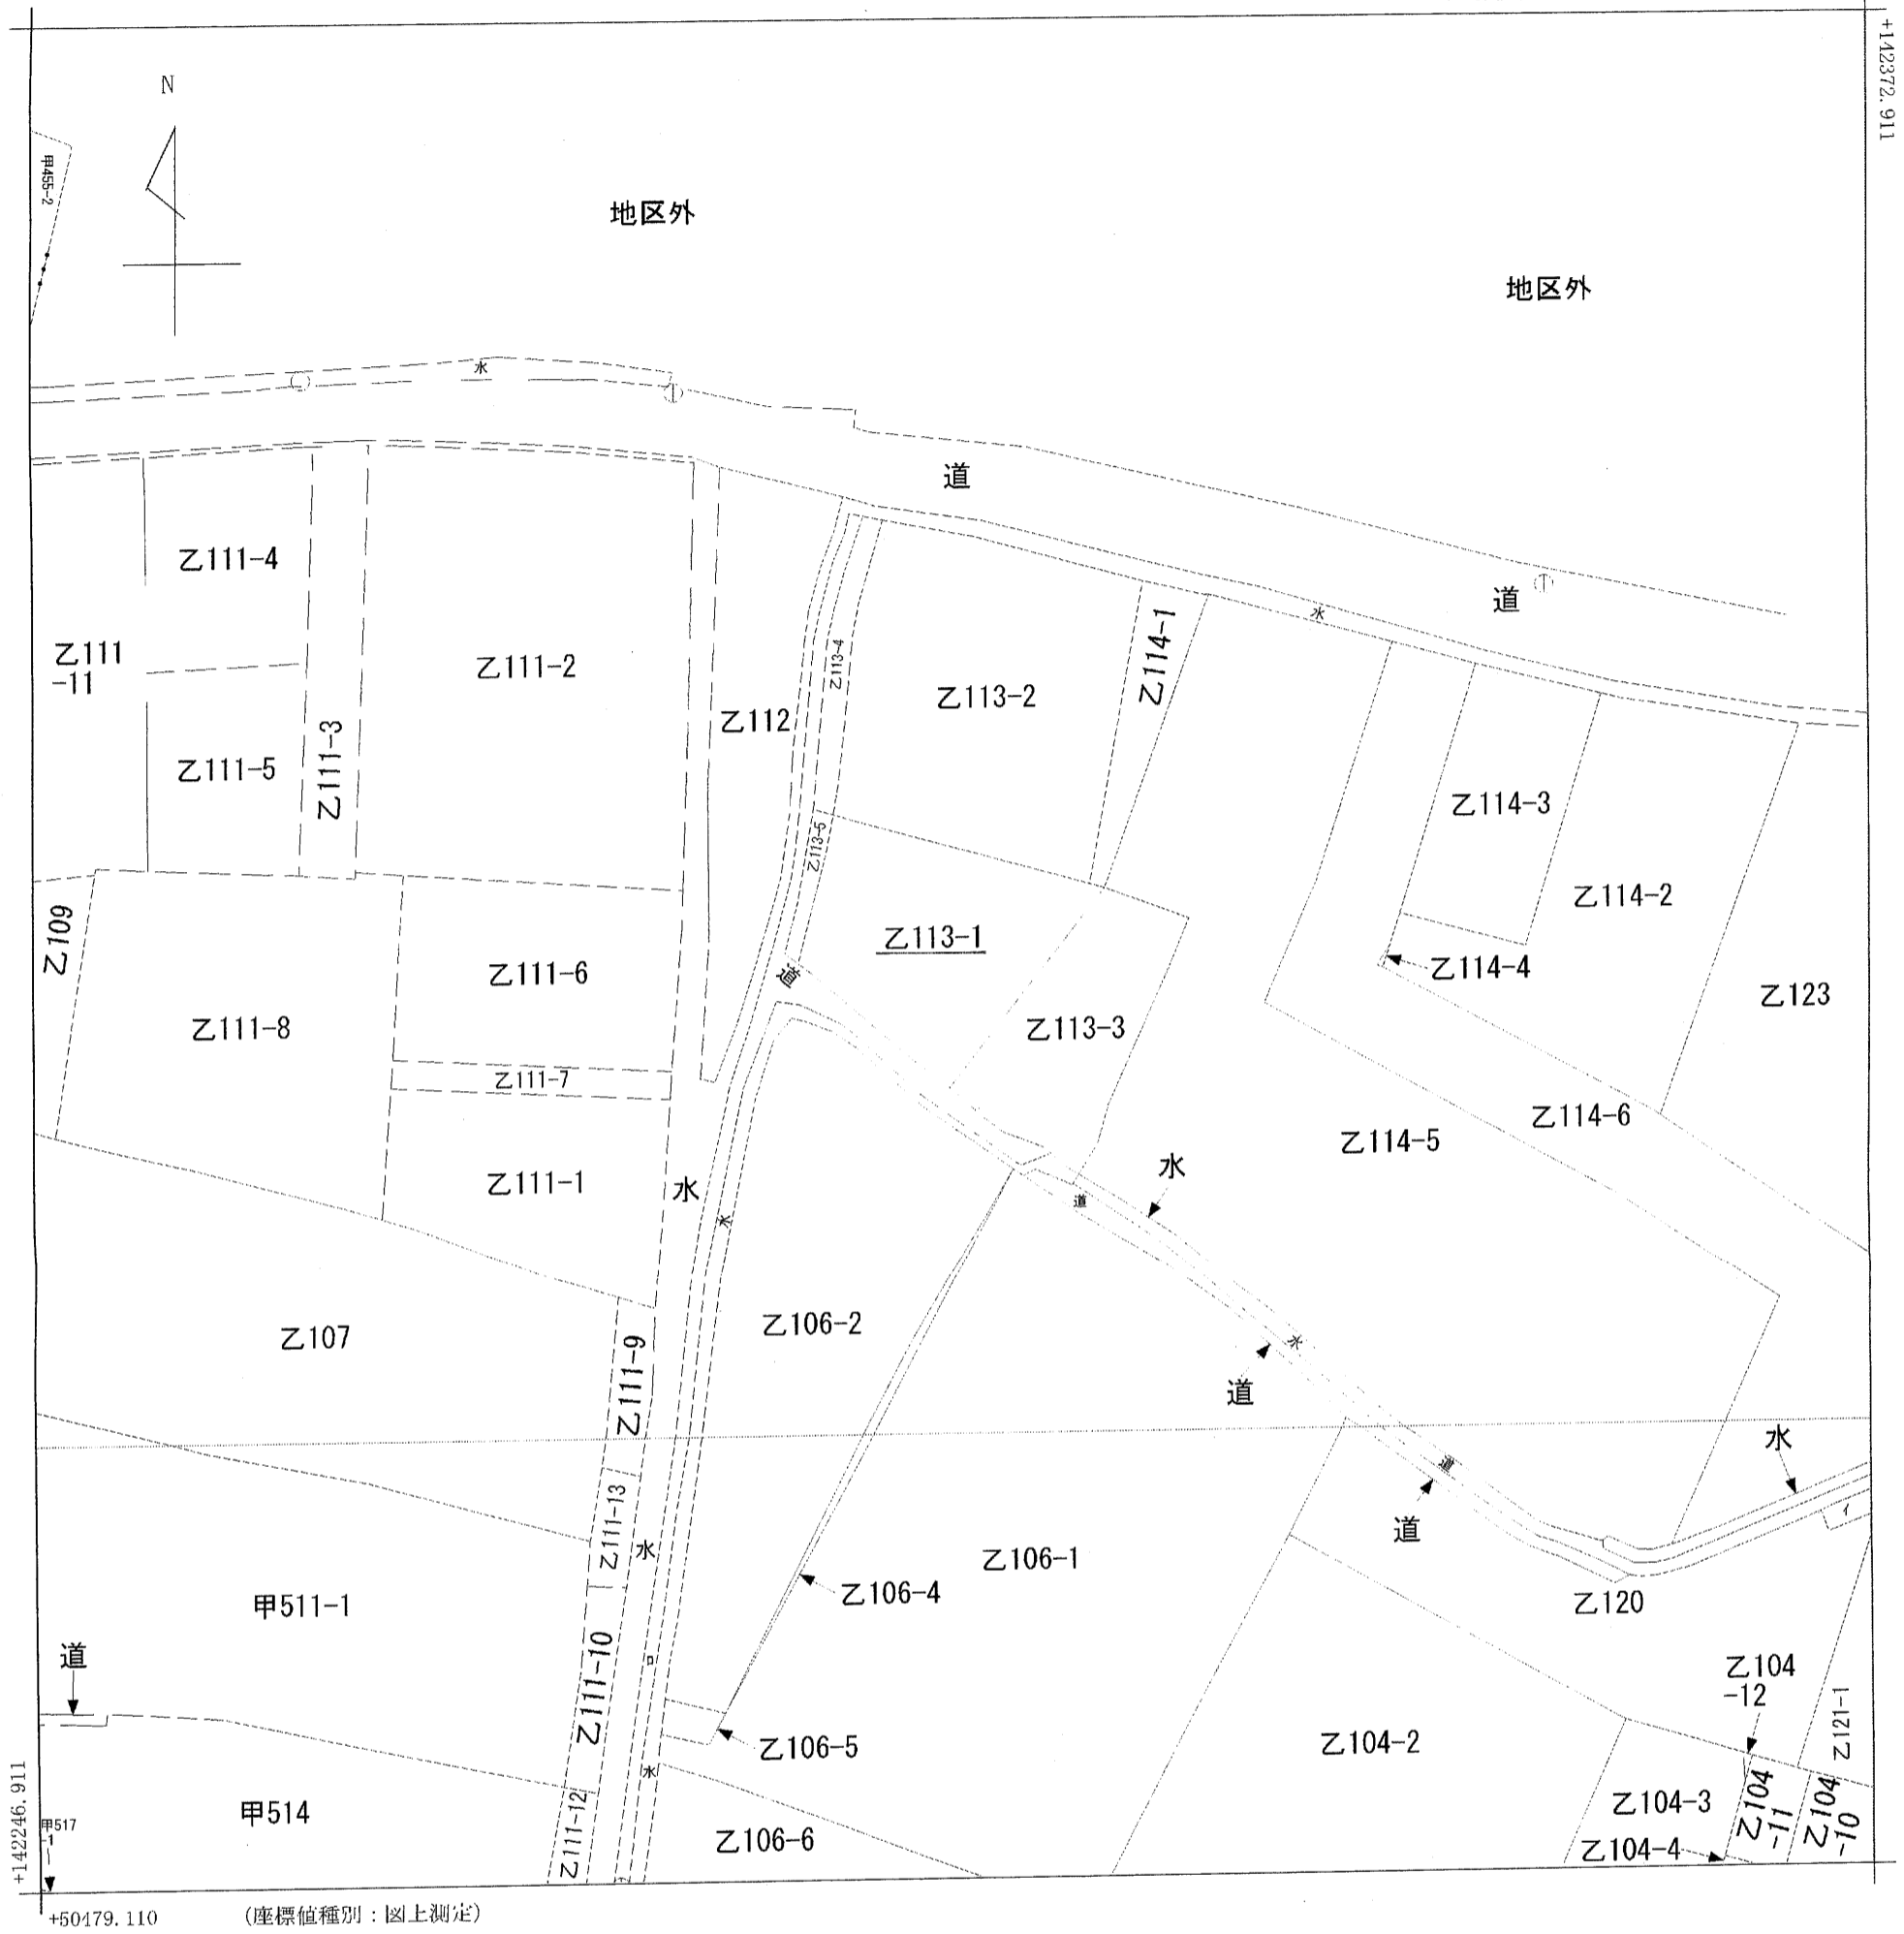 +142372.911
N
甲455-2
地区外
地区外
水
道
道
水
乙111-4
乙111
-11
乙111-2
乙111-3
乙111-5
乙112
乙113-4
乙113-2
乙114-1
乙113-5
乙114-3
乙114-2
乙114-4
乙123
乙109
乙111-6
乙113-1
道
乙111-8
乙113-3
乙111-7
乙114-6
乙114-5
乙111-1
水
水
水
道
乙106-2
乙107
乙111-9
水
道
水
道
道
イ
乙111-13
水
乙106-1
乙106-4
乙120
甲511-1
道
ロ
乙111-10
乙104
-12
乙121-1
乙106-5
乙104-2
水
甲514
乙111-12
乙106-6
乙104-3
乙104
-11
乙104
-10
乙104-4
+142246.911
甲517
-1
+50479.110
(座標値種別：図上測定)